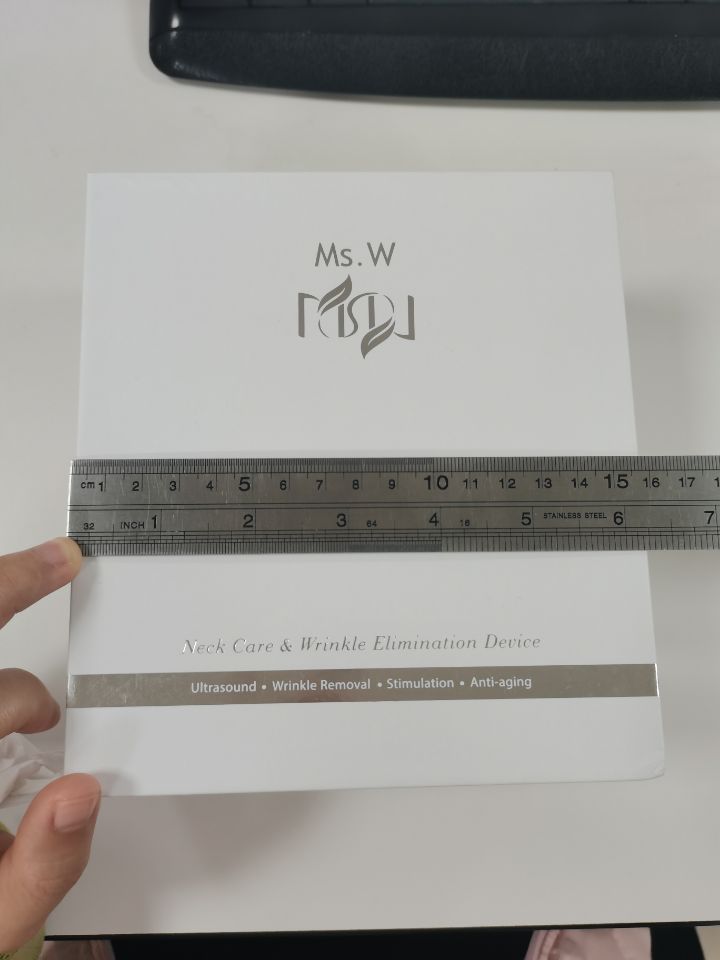 Ms. W
cm 1 2 3 4 5 6 7 8 9 10 11 12 13 14 15 16 17
32 INCH 1 2 3 64 4 16 5 STAINLESS STEEL 6 7
Neck Care & Wrinkle Elimination Device
Ultrasound • Wrinkle Removal • Stimulation • Anti-aging